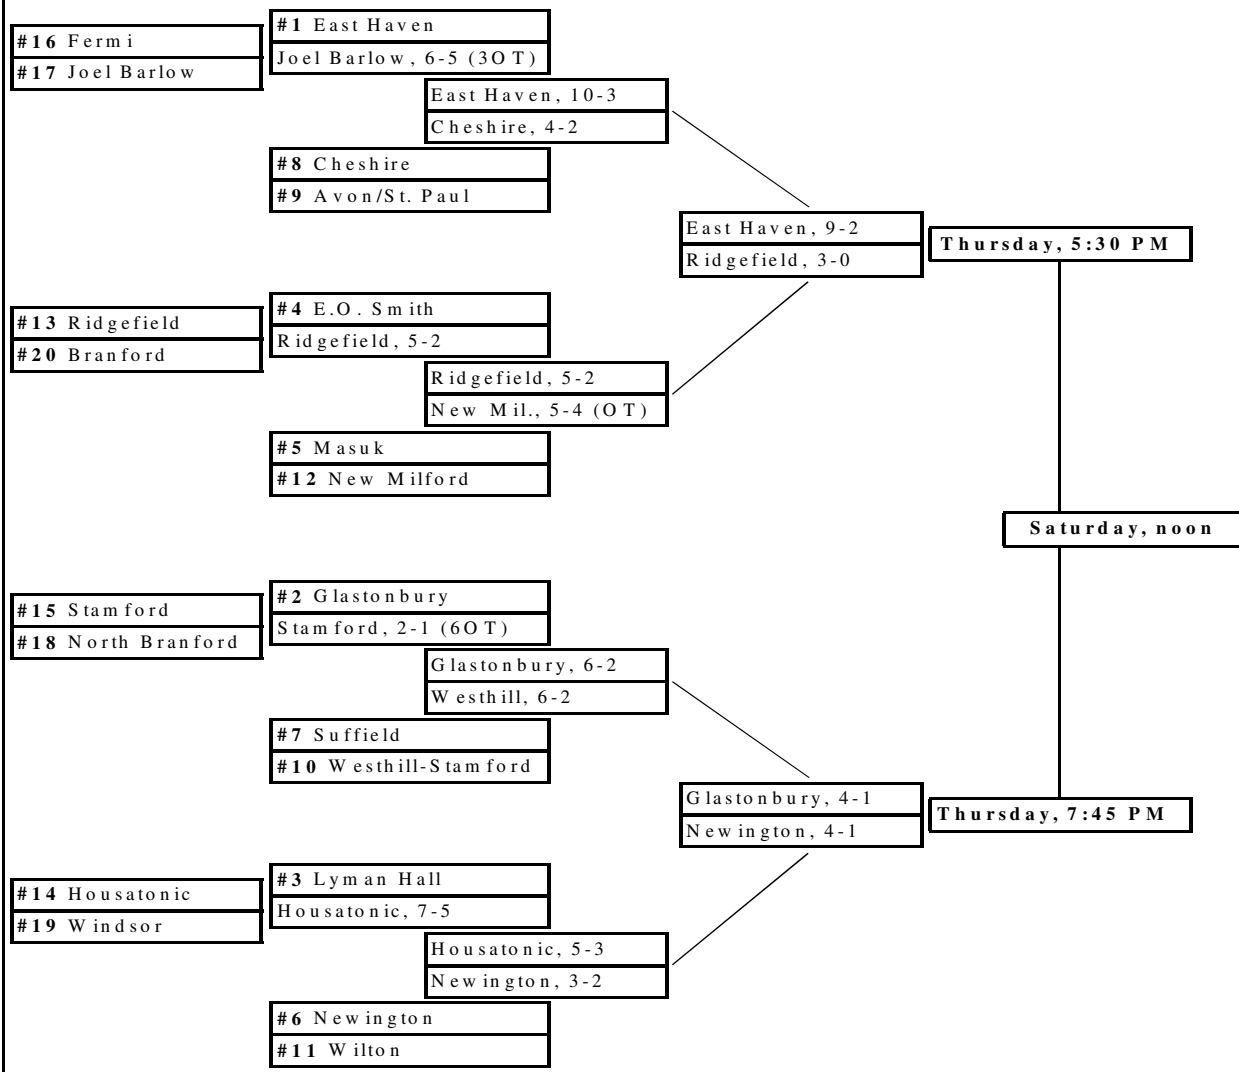 #16 Fermi
#17 Joel Barlow
#1 East Haven
Joel Barlow, 6-5 (3OT)
East Haven, 10-3
Cheshire, 4-2
#8 Cheshire
#9 Avon/St. Paul
East Haven, 9-2
Ridgefield, 3-0
Thursday, 5:30 PM
#13 Ridgefield
#20 Branford
#4 E.O. Smith
Ridgefield, 5-2
Ridgefield, 5-2
New Mil., 5-4 (OT)
#5 Masuk
#12 New Milford
Saturday, noon
#15 Stamford
#18 North Branford
#2 Glastonbury
Stamford, 2-1 (6OT)
Glastonbury, 6-2
Westhill, 6-2
#7 Suffield
#10 Westhill-Stamford
Glastonbury, 4-1
Newington, 4-1
Thursday, 7:45 PM
#14 Housatonic
#19 Windsor
#3 Lyman Hall
Housatonic, 7-5
Housatonic, 5-3
Newington, 3-2
#6 Newington
#11 Wilton